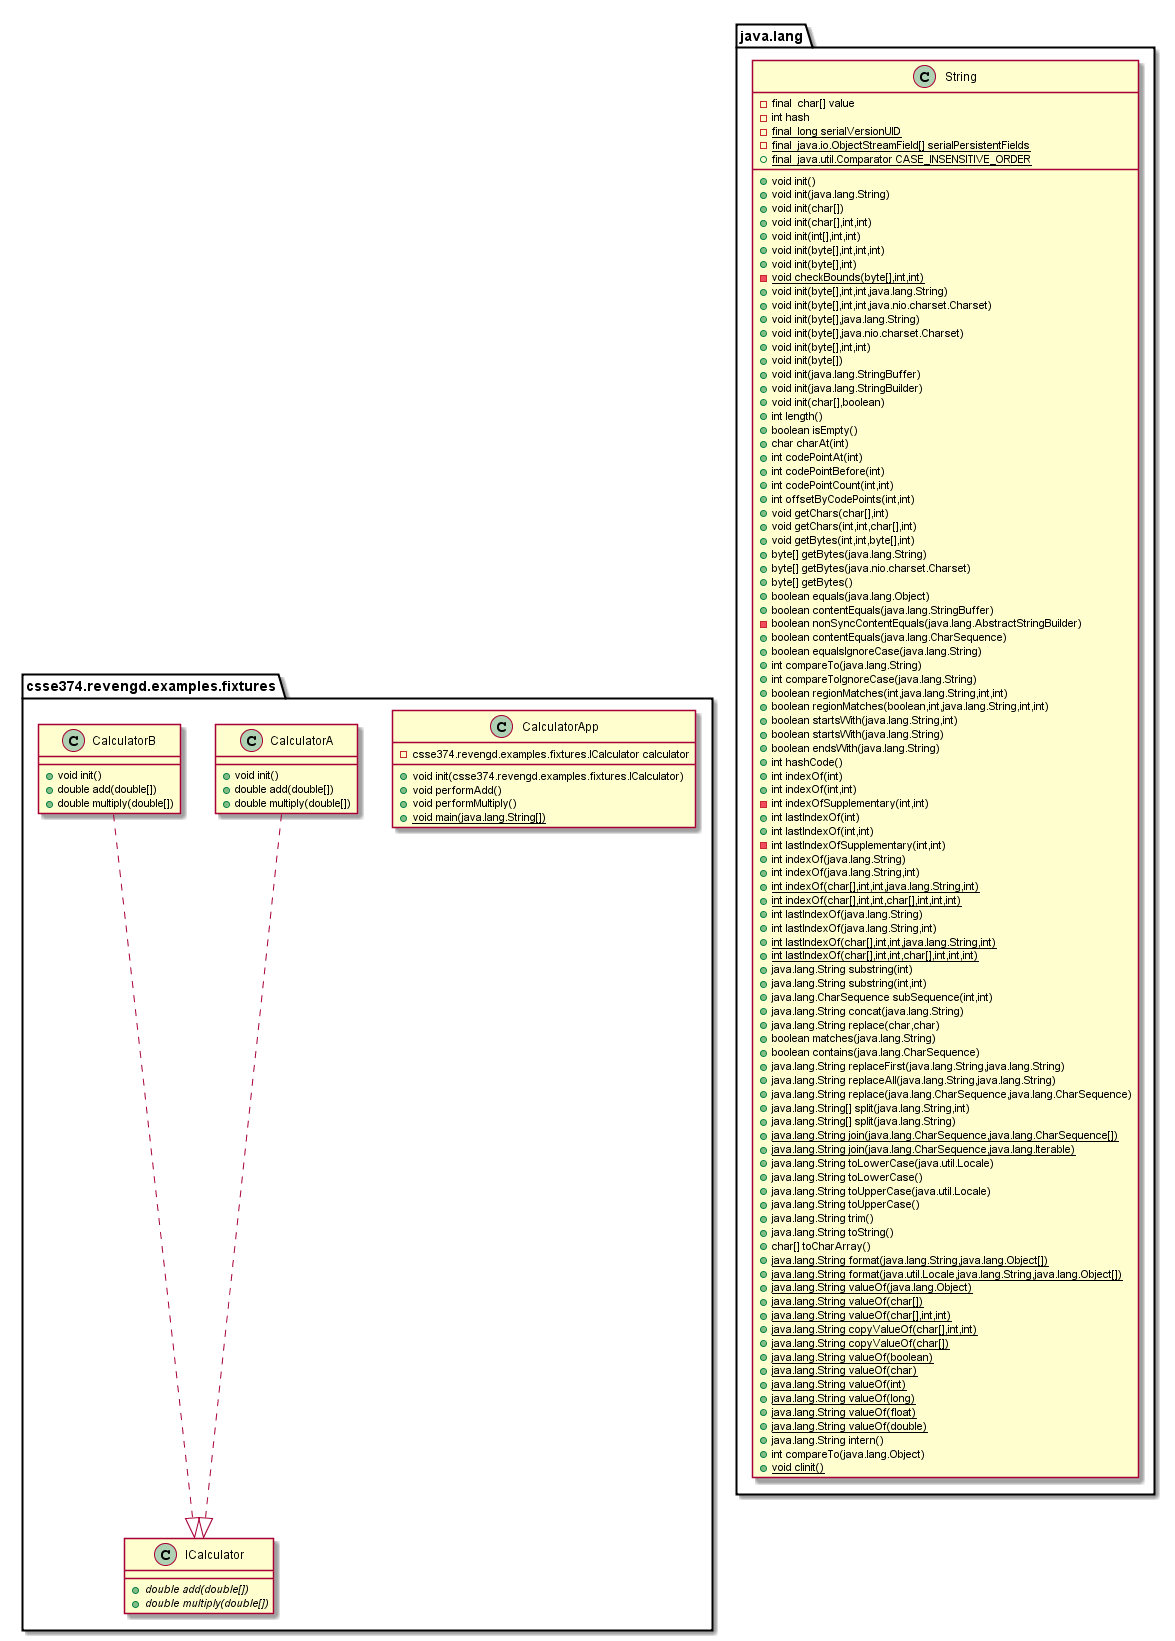 java.lang
C String
final char[] value
int hash
final long serialVersionUID
final java.io.ObjectStreamField[] serialPersistentFields
final java.util.Comparator CASE_INSENSITIVE_ORDER
void init()
void init(java.lang.String)
void init(char[])
void init(char[],int,int)
void init(int[],int,int)
void init(byte[],int,int,int)
void init(byte[],int)
void checkBounds(byte[],int,int)
void init(byte[],int,int,java.lang.String)
void init(byte[],int,int,java.nio.charset.Charset)
void init(byte[],java.lang.String)
void init(byte[],java.nio.charset.Charset)
void init(byte[],int,int)
void init(byte[])
void init(java.lang.StringBuffer)
void init(java.lang.StringBuilder)
void init(char[],boolean)
int length()
boolean isEmpty()
char charAt(int)
int codePointAt(int)
int codePointBefore(int)
int codePointCount(int,int)
int offsetByCodePoints(int,int)
void getChars(char[],int)
void getChars(int,int,char[],int)
void getBytes(int,int,byte[],int)
byte[] getBytes(java.lang.String)
byte[] getBytes(java.nio.charset.Charset)
byte[] getBytes()
boolean equals(java.lang.Object)
boolean contentEquals(java.lang.StringBuffer)
boolean nonSyncContentEquals(java.lang.AbstractStringBuilder)
boolean contentEquals(java.lang.CharSequence)
boolean equalsIgnoreCase(java.lang.String)
int compareTo(java.lang.String)
int compareToIgnoreCase(java.lang.String)
boolean regionMatches(int,java.lang.String,int,int)
boolean regionMatches(boolean,int,java.lang.String,int,int)
boolean startsWith(java.lang.String,int)
boolean startsWith(java.lang.String)
boolean endsWith(java.lang.String)
int hashCode()
int indexOf(int)
int indexOf(int,int)
int indexOfSupplementary(int,int)
int lastIndexOf(int)
int lastIndexOf(int,int)
int lastIndexOfSupplementary(int,int)
int indexOf(java.lang.String)
int indexOf(java.lang.String,int)
int indexOf(char[],int,int,java.lang.String,int)
int indexOf(char[],int,int,char[],int,int,int)
int lastIndexOf(java.lang.String)
int lastIndexOf(java.lang.String,int)
int lastIndexOf(char[],int,int,java.lang.String,int)
int lastIndexOf(char[],int,int,char[],int,int,int)
java.lang.String substring(int)
java.lang.String substring(int,int)
java.lang.CharSequence subSequence(int,int)
java.lang.String concat(java.lang.String)
java.lang.String replace(char,char)
boolean matches(java.lang.String)
boolean contains(java.lang.CharSequence)
java.lang.String replaceFirst(java.lang.String,java.lang.String)
java.lang.String replaceAll(java.lang.String,java.lang.String)
java.lang.String replace(java.lang.CharSequence,java.lang.CharSequence)
java.lang.String[] split(java.lang.String,int)
java.lang.String[] split(java.lang.String)
java.lang.String join(java.lang.CharSequence,java.lang.CharSequence[])
java.lang.String join(java.lang.CharSequence,java.lang.Iterable)
java.lang.String toLowerCase(java.util.Locale)
java.lang.String toLowerCase()
java.lang.String toUpperCase(java.util.Locale)
java.lang.String toUpperCase()
java.lang.String trim()
java.lang.String toString()
char[] toCharArray()
java.lang.String format(java.lang.String,java.lang.Object[])
java.lang.String format(java.util.Locale,java.lang.String,java.lang.Object[])
java.lang.String valueOf(java.lang.Object)
java.lang.String valueOf(char[])
java.lang.String valueOf(char[],int,int)
java.lang.String copyValueOf(char[],int,int)
java.lang.String copyValueOf(char[])
java.lang.String valueOf(boolean)
java.lang.String valueOf(char)
java.lang.String valueOf(int)
java.lang.String valueOf(long)
java.lang.String valueOf(float)
java.lang.String valueOf(double)
java.lang.String intern()
int compareTo(java.lang.Object)
void clinit()
csse374.revengd.examples.fixtures
C CalculatorB
void init()
double add(double[])
double multiply(double[])
C CalculatorA
void init()
double add(double[])
double multiply(double[])
C CalculatorApp
csse374.revengd.examples.fixtures.ICalculator calculator
void init(csse374.revengd.examples.fixtures.ICalculator)
void performAdd()
void performMultiply()
void main(java.lang.String[])
C ICalculator
double add(double[])
double multiply(double[])